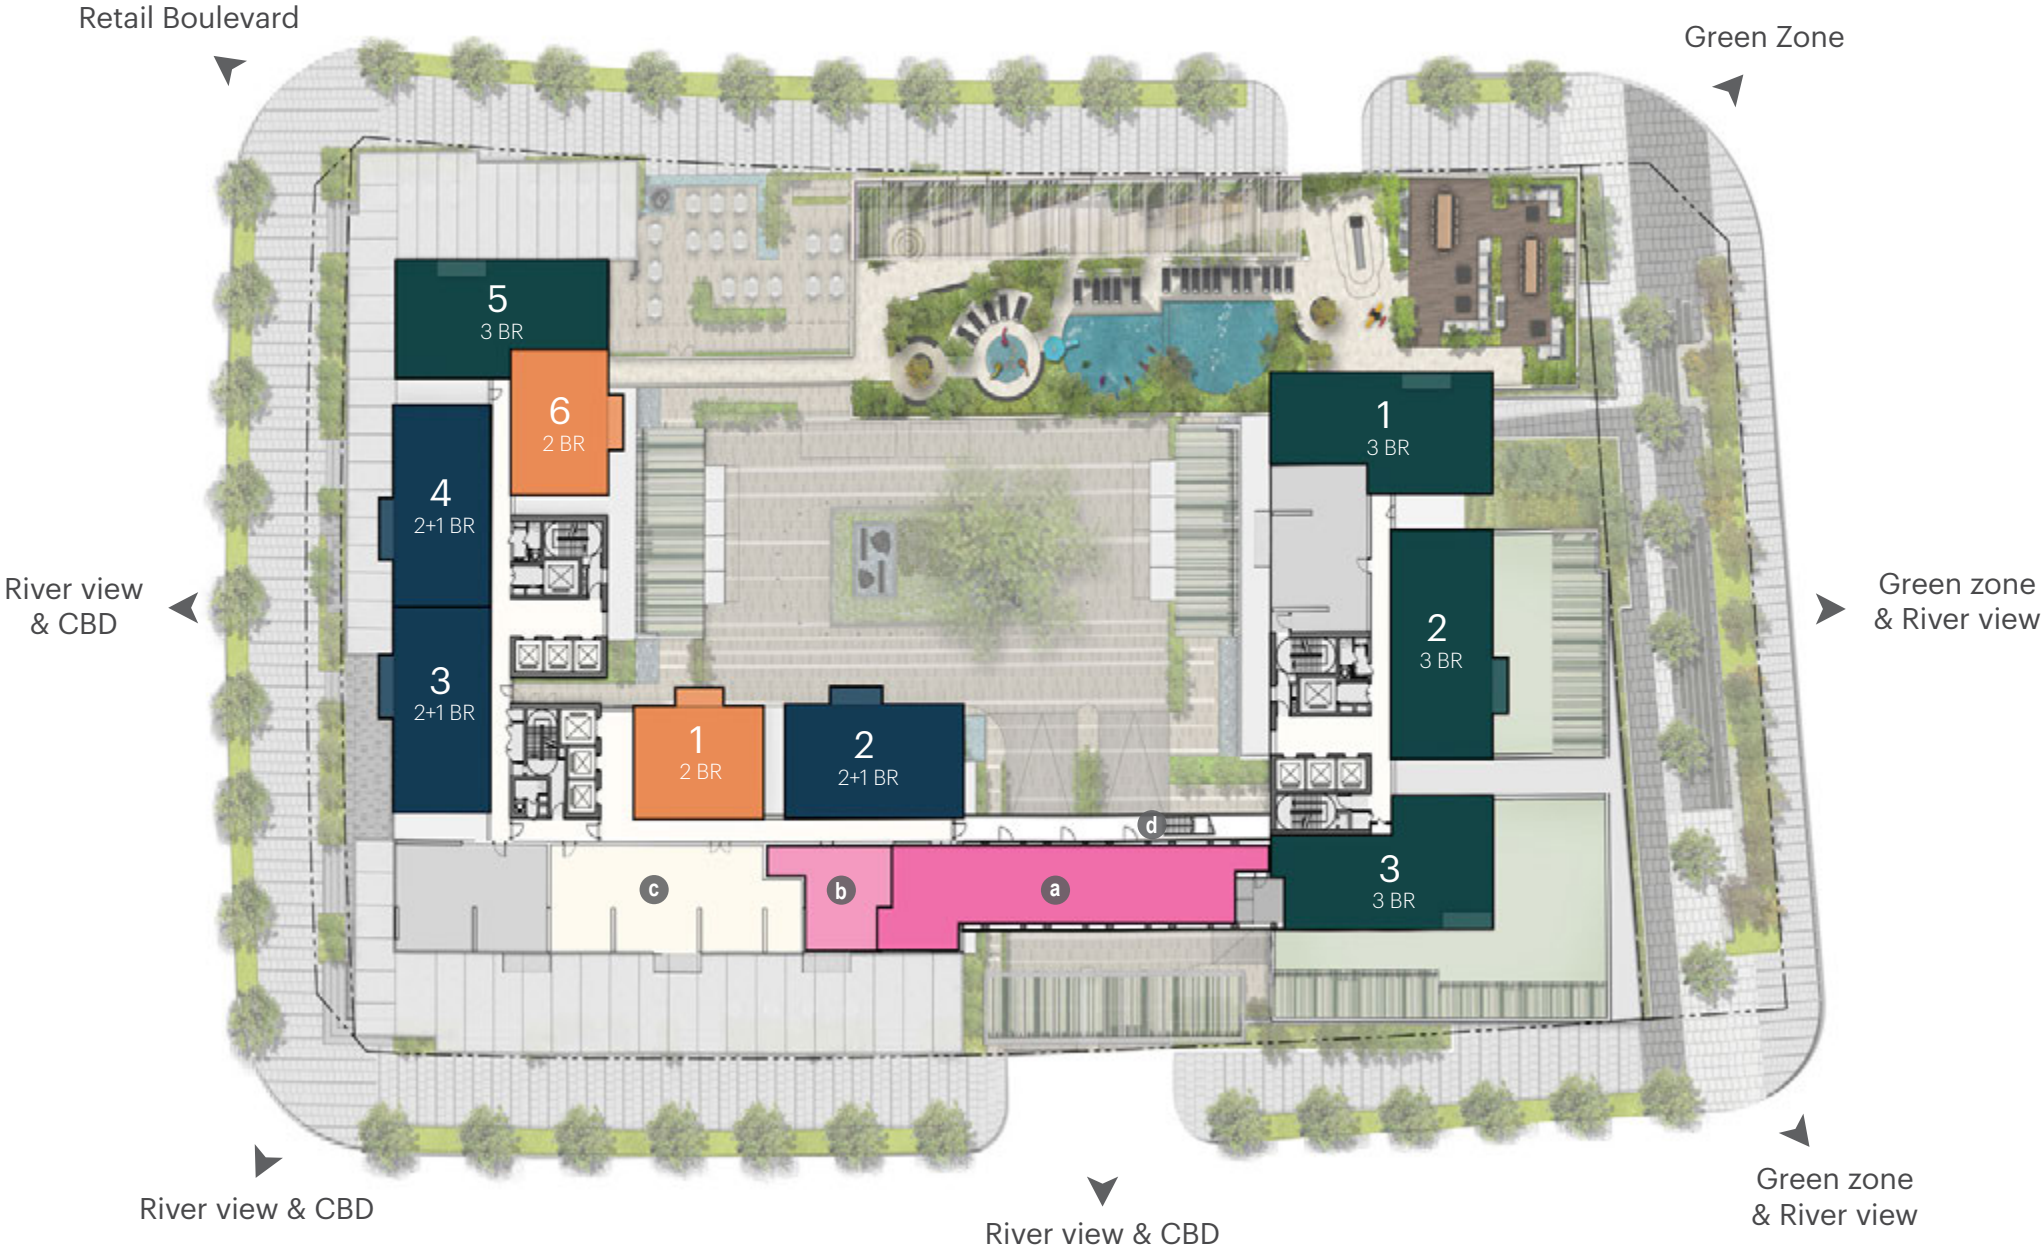 Retail Boulevard
Green Zone
5
3 BR
6
2 BR
1
3 BR
4
2+1 BR
River view
& CBD
Green zone
& River view
2
3 BR
3
2+1 BR
1
2 BR
2
2+1 BR
d
3
3 BR
c
b
a
Green zone
& River view
River view & CBD
River view & CBD